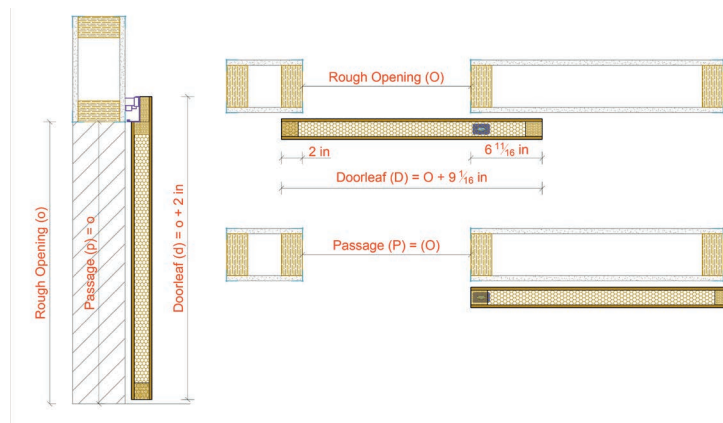 Rough Opening (o)
Passage (p) = o
Doorleaf (d) = o + 2 in
Rough Opening (O)
2 in
6 11/16 in
Doorleaf (D) = O + 9 1/16 in
Passage (P) = (O)